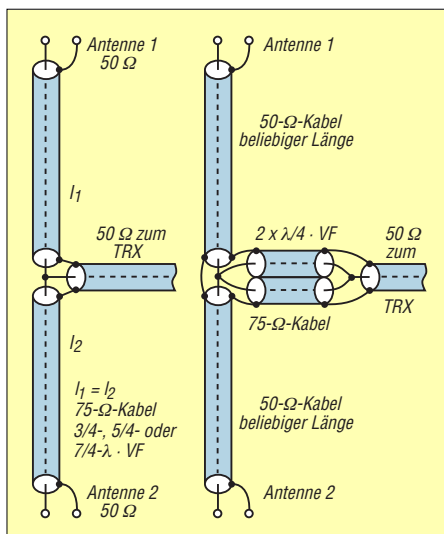 Antenne 1
50 Ω
l1
50 Ω zum
TRX
l2
l1 = l2
75-Ω-Kabel
3/4-, 5/4- oder
7/4-λ · VF
Antenne 2
50 Ω
Antenne 1
50-Ω-Kabel
beliebiger Länge
2 x λ/4 · VF
50 Ω
zum
TRX
75-Ω-Kabel
50-Ω-Kabel
beliebiger Länge
Antenne 2